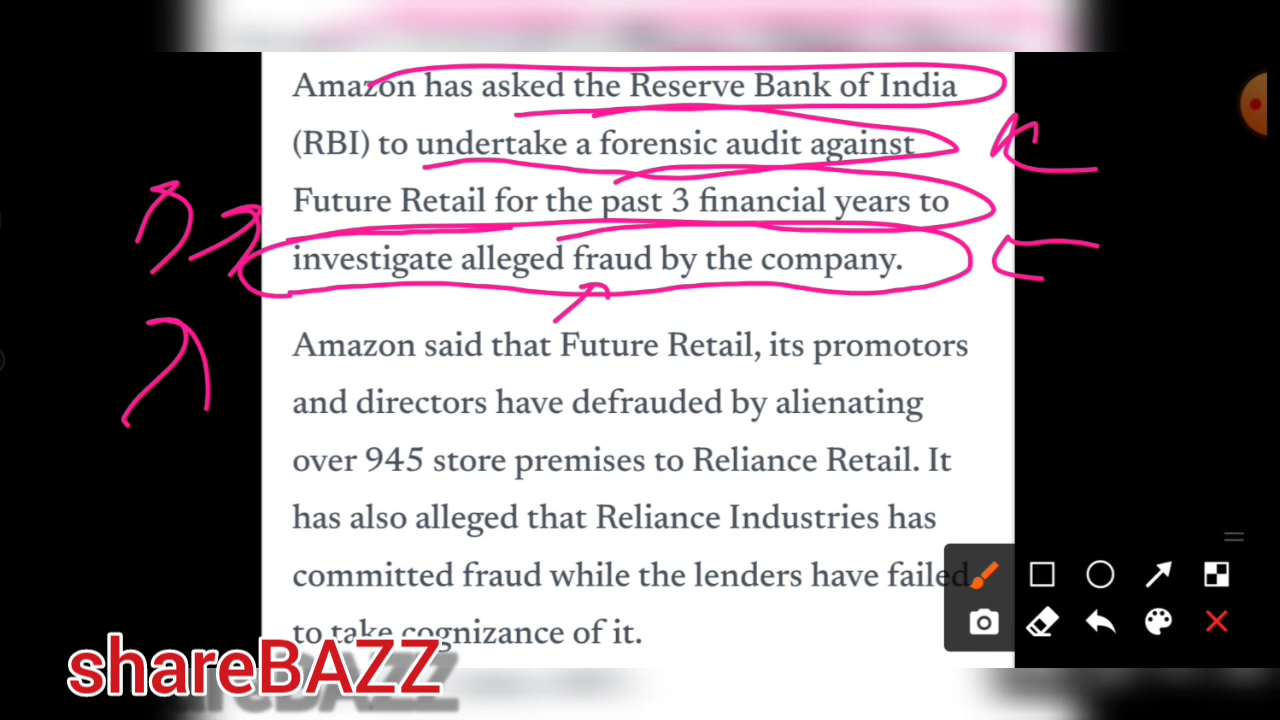 Amazon has asked the Reserve Bank of India
(RBI) to undertake a forensic audit against
Future Retail for the past 3 financial years to
investigate alleged fraud by the company.
Amazon said that Future Retail, its promotors
and directors have defrauded by alienating
over 945 store premises to Reliance Retail. It
has also alleged that Reliance Industries has
committed fraud while the lenders have failed
to take cognizance of it.
shareBAZZ